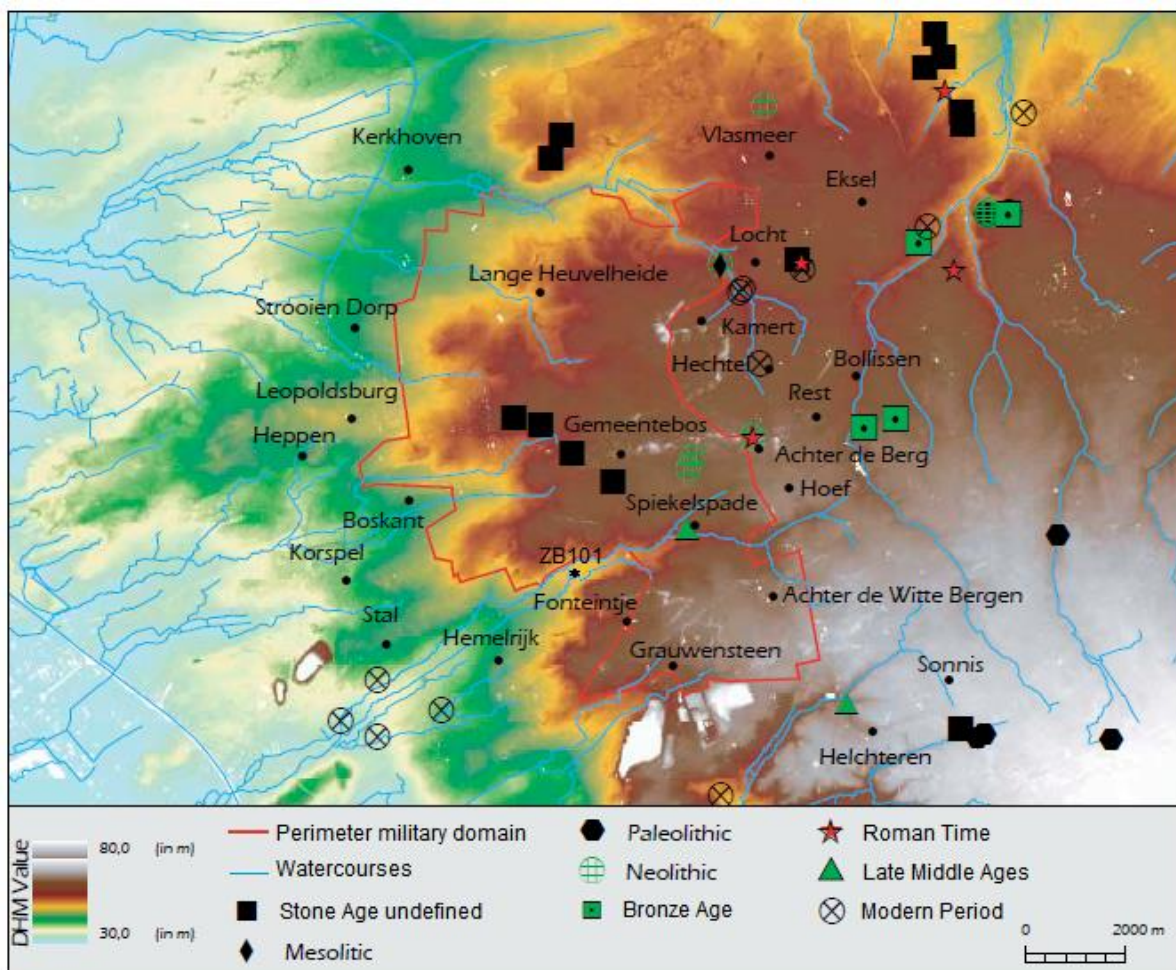 Kerkhoven
Vlasmeer
Eksel
Locht
Lange Heuvelheide
Strooien Dorp
Kamert
Hechtel
Bollissen
Leopoldsburg
Rest
Gemeentebos
Heppen
Achter de Berg
Hoef
Boskant
Spiekelspade
Korspel
ZB101
Fonteintje
Achter de Witte Bergen
Stal
Hemelrijk
Grauwensteen
Sonnis
Helchteren
DHM Value
80,0 (in m)
30,0 (in m)
Perimeter military domain
Watercourses
Stone Age undefined
Mesolitic
Paleolithic
Neolithic
Bronze Age
Roman Time
Late Middle Ages
Modern Period
0 2000 m